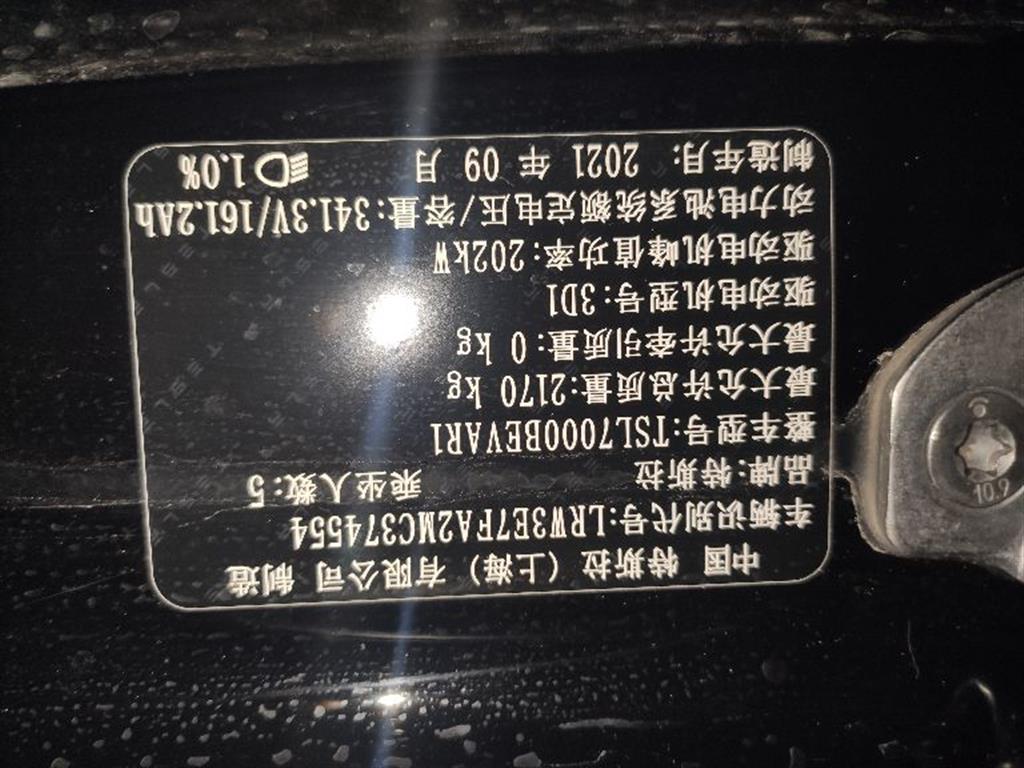 中国 特斯拉 (上海) 有限公司 制造
车辆识别代号:LRW3E7FA2MC374554
品牌:特斯拉 乘坐人数:5
整车型号:TSL7000BEVAR1
最大允许总质量:2170 kg
最大允许牵引质量:0 kg
驱动电机型号:3D1
驱动电机峰值功率:202kW
动力电池系统额定电压/容量:341.3V/161.2Ah
制造年月: 2021 年 09 月 1.0%
10.9